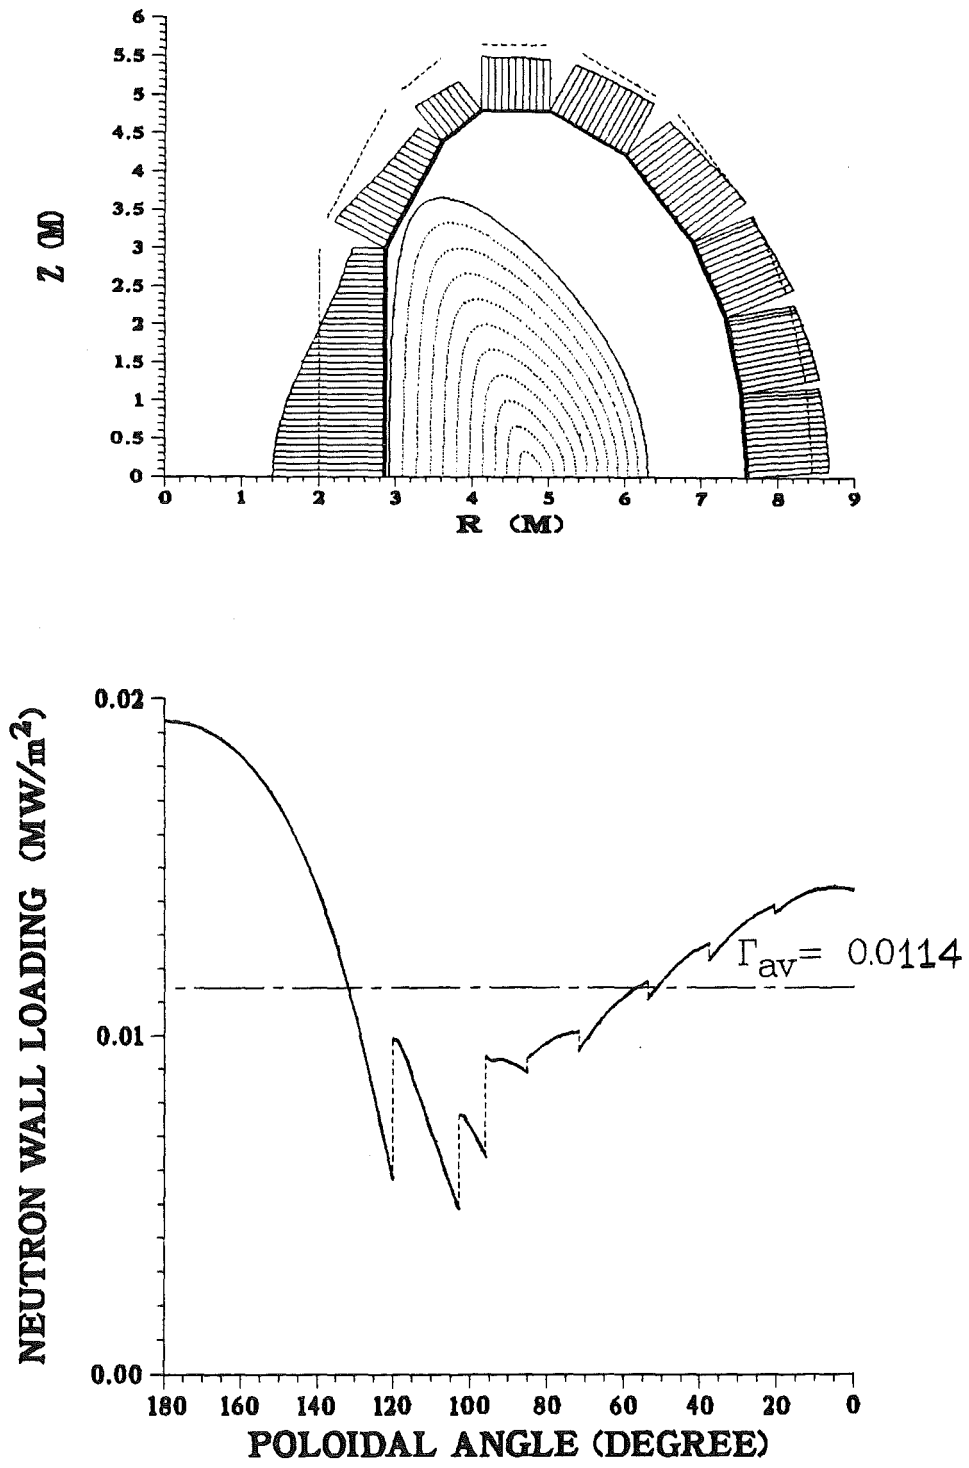 6
5.5
5
4.5
4
3.5
3
2.5
2
1.5
1
0.5
0
Z (M)
0 1 2 3 4 5 6 7 8 9
R (M)
0.02
0.01
0.00
NEUTRON WALL LOADING (MW/m²)
Γav= 0.0114
180 160 140 120 100 80 60 40 20 0
POLOIDAL ANGLE (DEGREE)